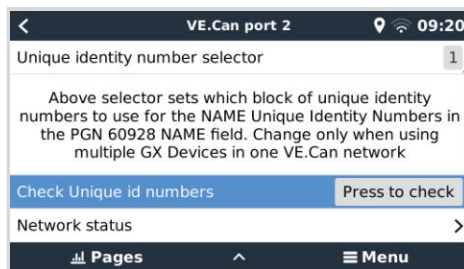 VE.Can port 2 09:20
Unique identity number selector 1
Above selector sets which block of unique identity
numbers to use for the NAME Unique Identity Numbers in
the PGN 60928 NAME field. Change only when using
multiple GX Devices in one VE.Can network
Check Unique id numbers Press to check
Network status
Pages Menu